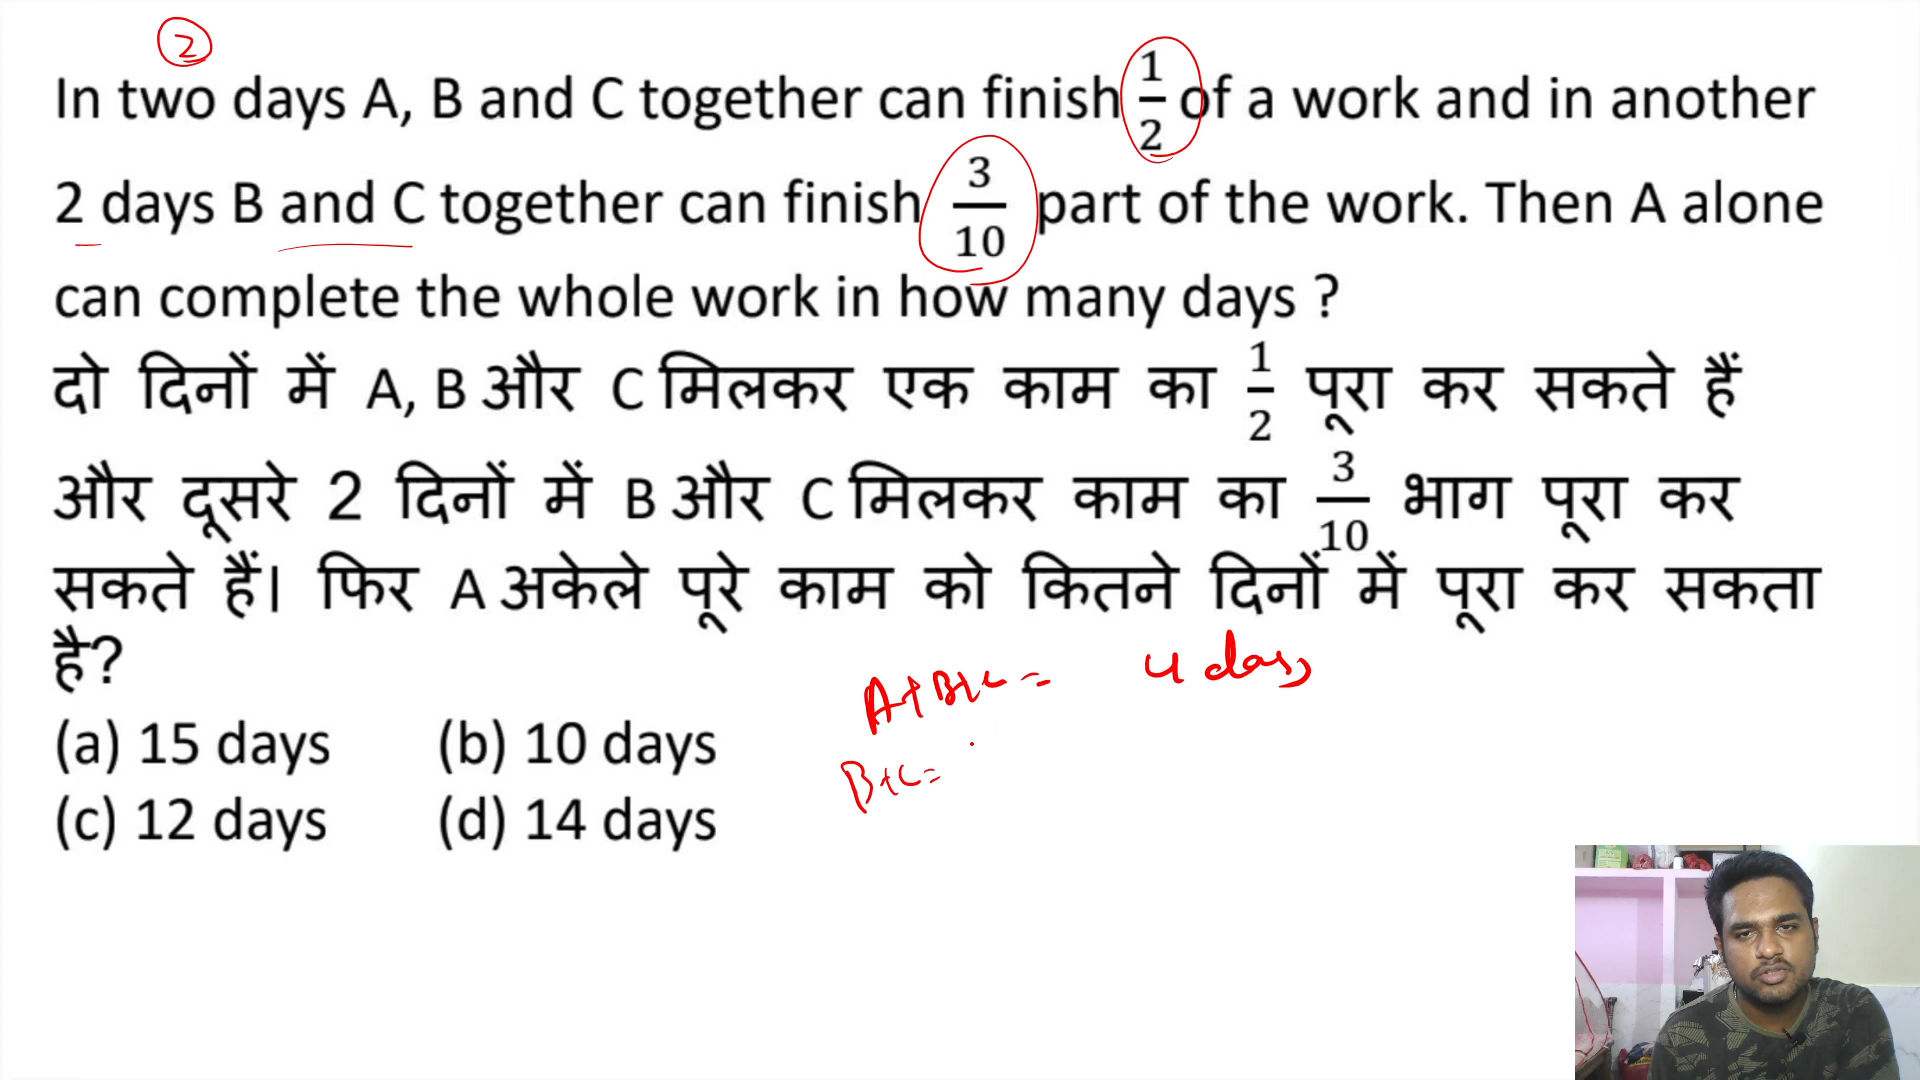 2
In two days A, B and C together can finish 1/2 of a work and in another
2 days B and C together can finish 3/10 part of the work. Then A alone
can complete the whole work in how many days ?
दो दिनों में A, B और C मिलकर एक काम का 1/2 पूरा कर सकते हैं
और दूसरे 2 दिनों में B और C मिलकर काम का 3/10 भाग पूरा कर
सकते हैं। फिर A अकेले पूरे काम को कितने दिनों में पूरा कर सकता
है?
A+B+C = 4 days
B+C=
(a) 15 days (b) 10 days
(c) 12 days (d) 14 days